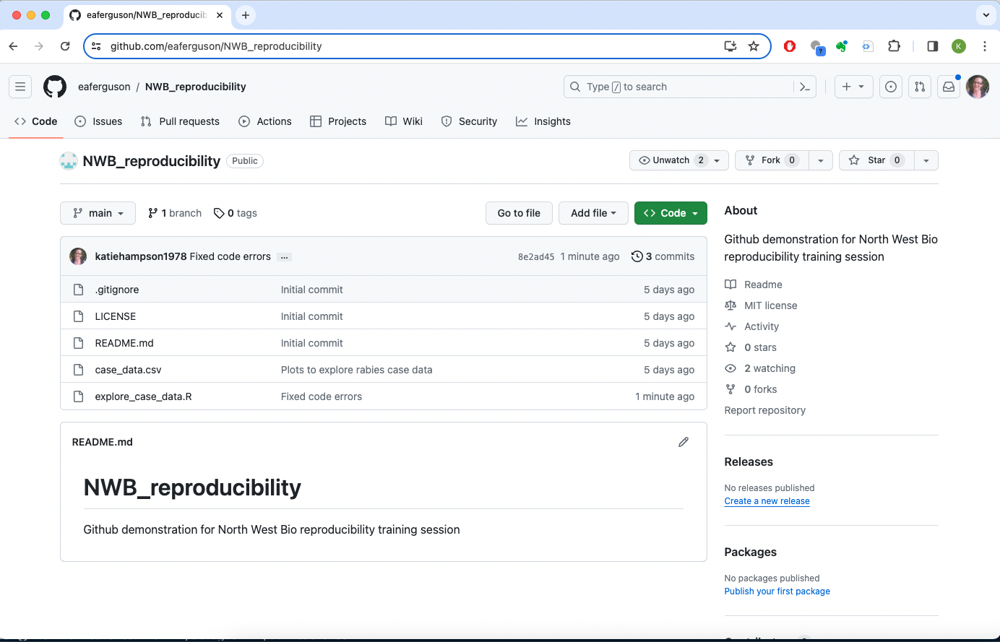 eaferguson/NWB_reproducib
github.com/eaferguson/NWB_reproducibility
?
K
eaferguson / NWB_reproducibility
Type / to search
Code Issues Pull requests Actions Projects Wiki Security Insights
NWB_reproducibility Public
Unwatch 2 Fork 0 Star 0
main 1 branch 0 tags Go to file Add file Code
katiehampson1978 Fixed code errors ... 8e2ad45 1 minute ago 3 commits
.gitignore Initial commit 5 days ago
LICENSE Initial commit 5 days ago
README.md Initial commit 5 days ago
case_data.csv Plots to explore rabies case data 5 days ago
explore_case_data.R Fixed code errors 1 minute ago
README.md
NWB_reproducibility
Github demonstration for North West Bio reproducibility training session
About
Github demonstration for North West Bio
reproducibility training session
Readme
MIT license
Activity
0 stars
2 watching
0 forks
Report repository
Releases
No releases published
Create a new release
Packages
No packages published
Publish your first package